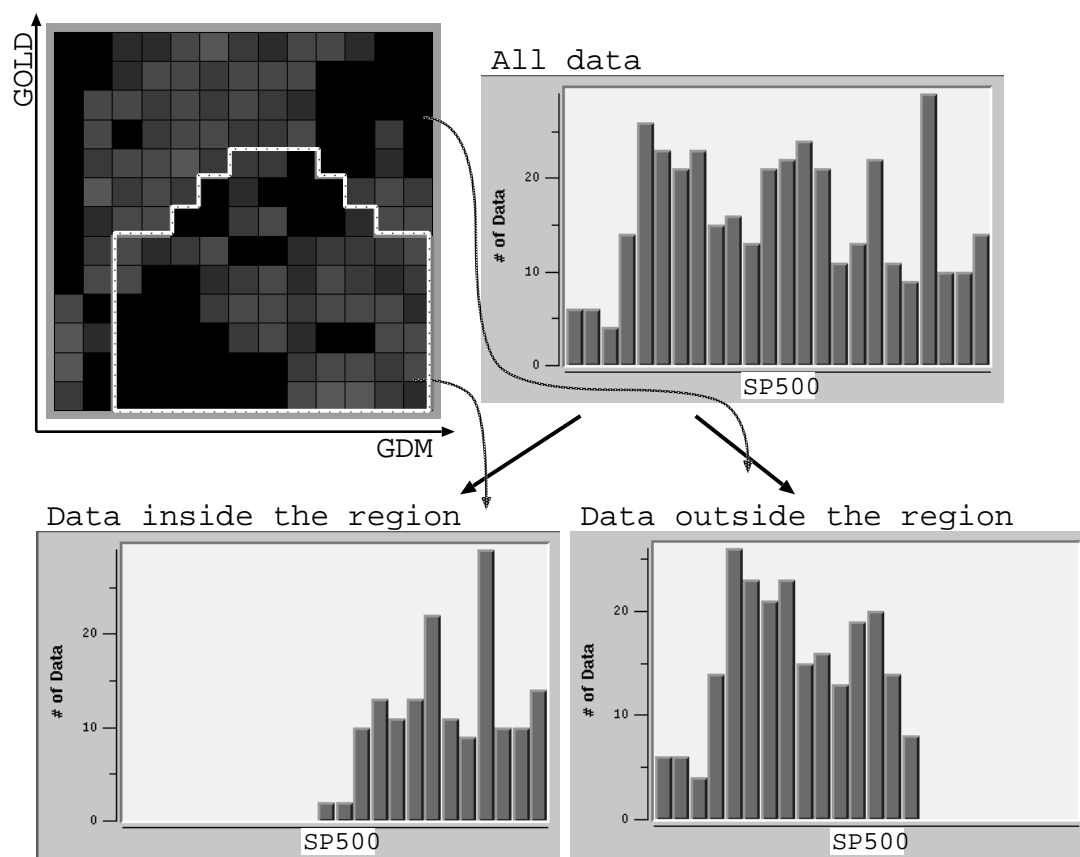 GOLD
GDM
All data
# of Data
20
10
0
SP500
Data inside the region
# of Data
20
10
0
SP500
Data outside the region
# of Data
20
10
0
SP500